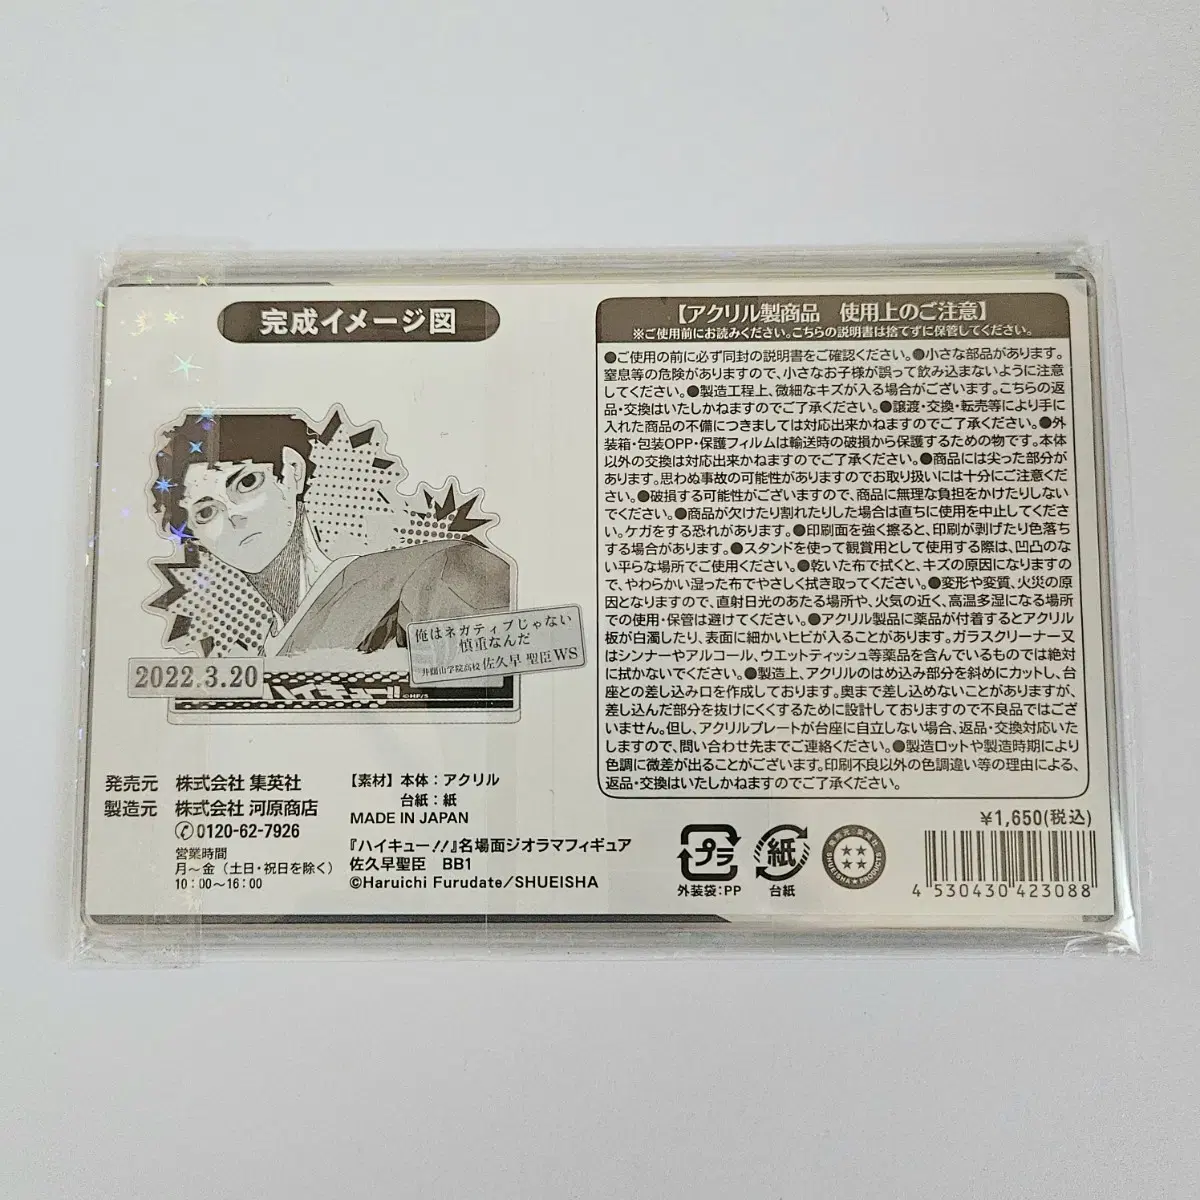 完成イメージ図
俺はネガティブじゃない
慎重なんだ
井闥山学院高校 佐久早 聖臣 WS
2022.3.20
ハイキュー!! ©HF/S
発売元 株式会社 集英社
製造元 株式会社 河原商店
0120-62-7926
営業時間
月～金(土日・祝日を除く)
10:00～16:00
【素材】本体：アクリル
台紙：紙
MADE IN JAPAN
『ハイキュー!!』名場面ジオラマフィギュア
佐久早聖臣 BB1
©Haruichi Furudate/SHUEISHA
【アクリル製商品 使用上のご注意】
※ご使用前にお読みください。こちらの説明書は捨てずに保管してください。
●ご使用の前に必ず同封の説明書をご確認ください。●小さな部品があります。
窒息等の危険がありますので、小さなお子様が誤って飲み込まないように注意
してください。●製造工程上、微細なキズが入る場合がございます。こちらの返
品・交換はいたしかねますのでご了承ください。●譲渡・交換・転売等により手に
入れた商品の不備につきましては対応出来かねますのでご了承ください。●外
装箱・包装OPP・保護フィルムは輸送時の破損から保護するための物です。本体
以外の交換は対応出来かねますのでご了承ください。●商品には尖った部分が
あります。思わぬ事故の可能性がありますのでお取り扱いには十分にご注意くださ
い。●破損する可能性がございますので、商品に無理な負担をかけたりしない
でください。●商品が欠けたり割れたりした場合は直ちに使用を中止してくださ
い。ケガをする恐れがあります。●印刷面を強く擦ると、印刷が剥げたり色落ち
する場合があります。●スタンドを使って観賞用として使用する際は、凹凸のな
い平らな場所でご使用ください。●乾いた布で拭くと、キズの原因になりますの
で、やわらかい湿った布でやさしく拭き取ってください。●変形や変質、火災の原
因となりますので、直射日光のあたる場所や、火気の近く、高温多湿になる場所
での使用・保管は避けてください。●アクリル製品に薬品が付着するとアクリル
板が白濁したり、表面に細かいヒビが入ることがあります。ガラスクリーナー又
はシンナーやアルコール、ウエットティッシュ等薬品を含んでいるものでは絶対
に拭かないでください。●製造上、アクリルのはめ込み部分を斜めにカットし、台
座との差し込み口を作成しております。奥まで差し込めないことがありますが、
差し込んだ部分を抜けにくくするために設計しておりますので不良品ではござ
いません。但し、アクリルプレートが台座に自立しない場合、返品・交換対応いた
しますので、問い合わせ先までご連絡ください。●製造ロットや製造時期により
色調に微差が出ることがございます。印刷不良以外の色調違い等の理由による、
返品・交換はいたしかねますのでご了承ください。
¥1,650(税込)
プラ
外装袋：PP
紙
台紙
発売元 集英社
SHUEISHA PRODUCTS
4 530430 423088